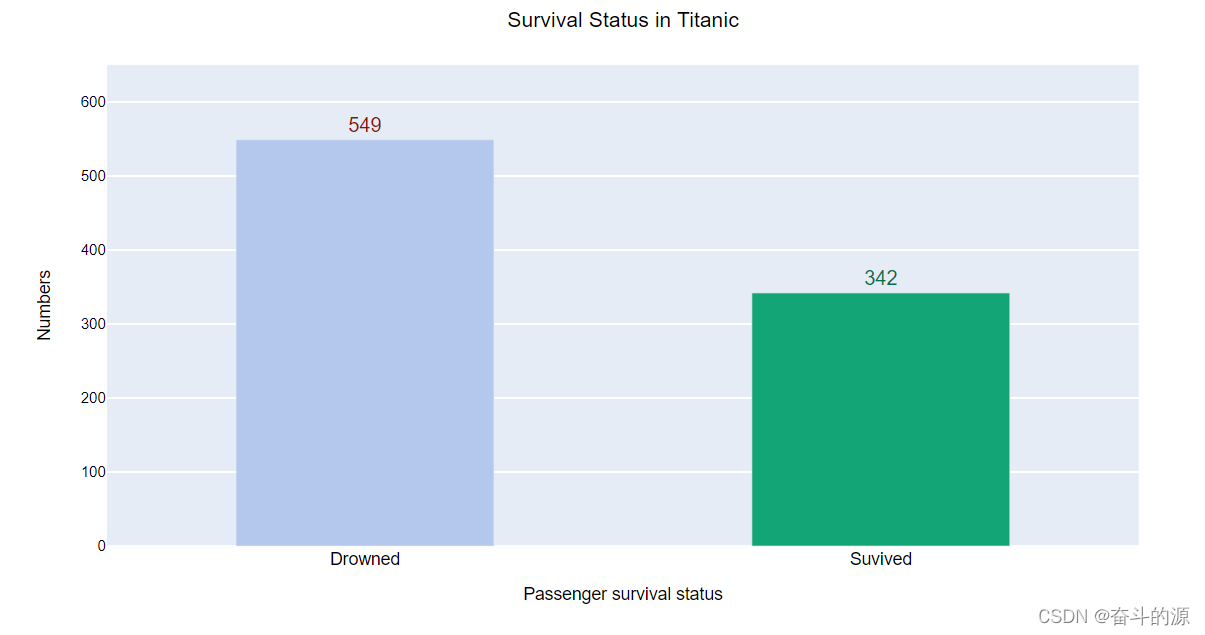 Survival Status in Titanic
600
500
400
300
200
100
0
Numbers
549
342
Drowned
Suvived
Passenger survival status
CSDN @奋斗的源